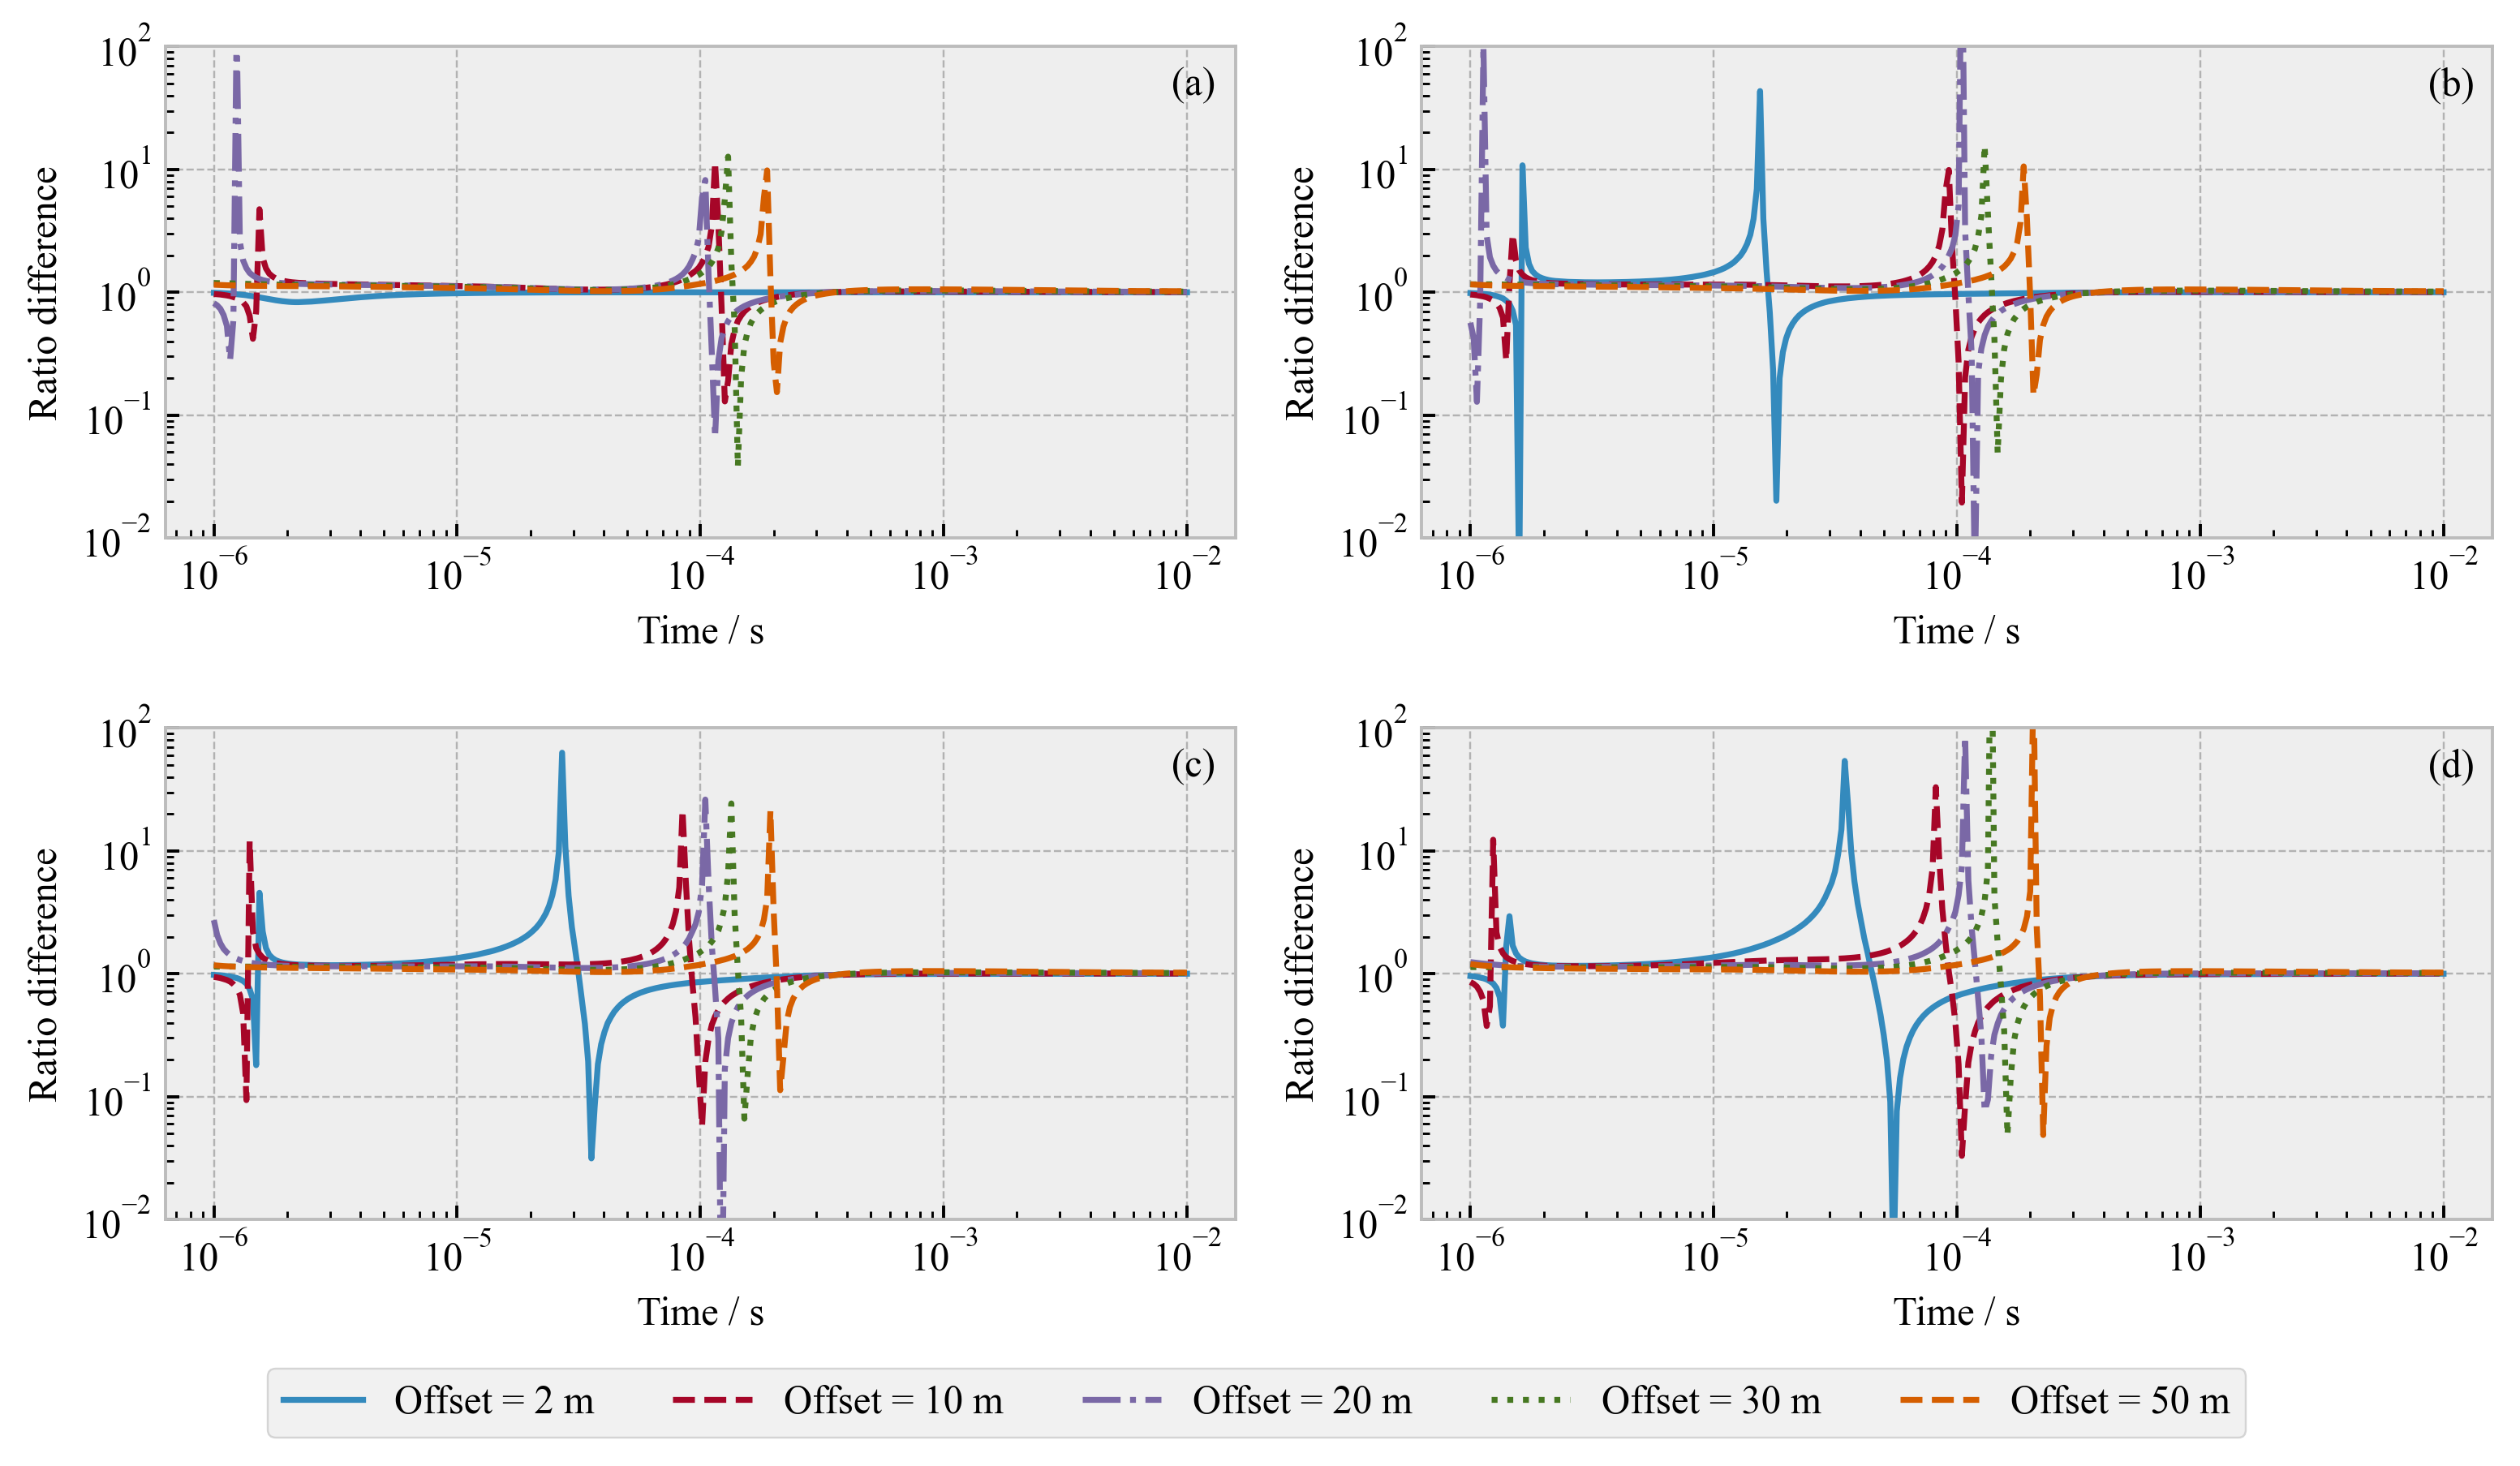 (a)
Ratio difference
10^2
10^1
10^0
10^−1
10^−2
10^−6 10^−5 10^−4 10^−3 10^−2
Time / s
(b)
Ratio difference
10^2
10^1
10^0
10^−1
10^−2
10^−6 10^−5 10^−4 10^−3 10^−2
Time / s
(c)
Ratio difference
10^2
10^1
10^0
10^−1
10^−2
10^−6 10^−5 10^−4 10^−3 10^−2
Time / s
(d)
Ratio difference
10^2
10^1
10^0
10^−1
10^−2
10^−6 10^−5 10^−4 10^−3 10^−2
Time / s
Offset = 2 m Offset = 10 m Offset = 20 m Offset = 30 m Offset = 50 m